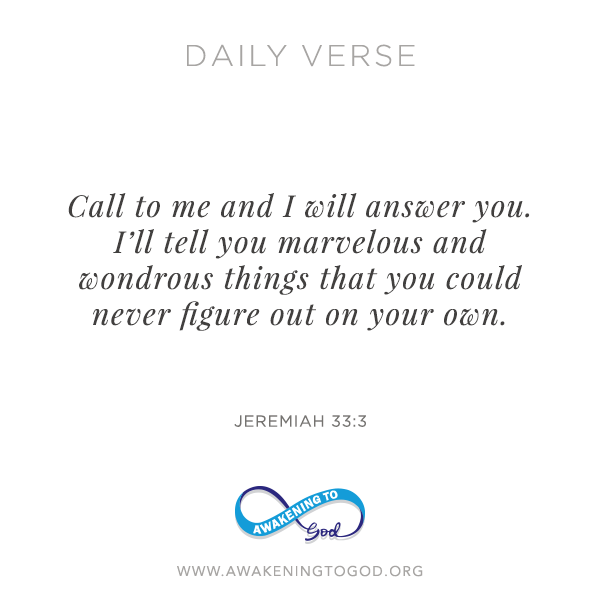 DAILY VERSE
Call to me and I will answer you.
I’ll tell you marvelous and
wondrous things that you could
never figure out on your own.
JEREMIAH 33:3
AWAKENING TO
God
WWW.AWAKENINGTOGOD.ORG